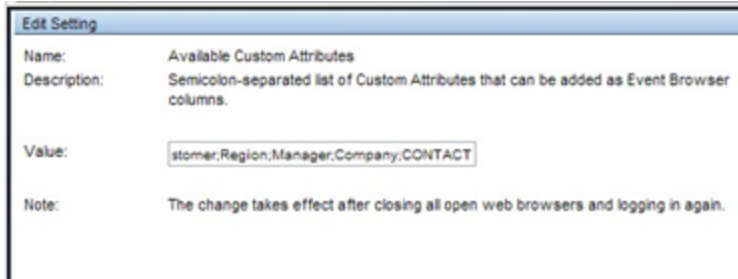 Edit Setting
Name: Available Custom Attributes
Description: Semicolon-separated list of Custom Attributes that can be added as Event Browser
columns.
Value: stomer;Region;Manager;Company;CONTACT
Note: The change takes effect after closing all open web browsers and logging in again.